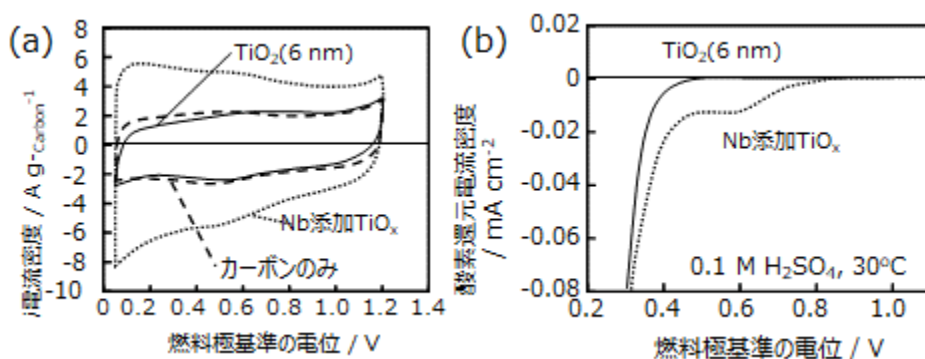 (a)
8
6
4
2
0
-2
-4
-6
-8
-10
TiO₂(6 nm)
Nb添加TiOₓ
カーボンのみ
0 0.2 0.4 0.6 0.8 1.0 1.2 1.4
燃料極基準の電位 / V
電流密度 / A g-Carbon⁻¹
(b)
-0.02
0
-0.02
-0.04
-0.06
-0.08
TiO₂(6 nm)
Nb添加TiOₓ
0.1 M H₂SO₄, 30ºC
0.2 0.4 0.6 0.8 1.0
燃料極基準の電位 / V
酸素還元電流密度
/ mA cm⁻²